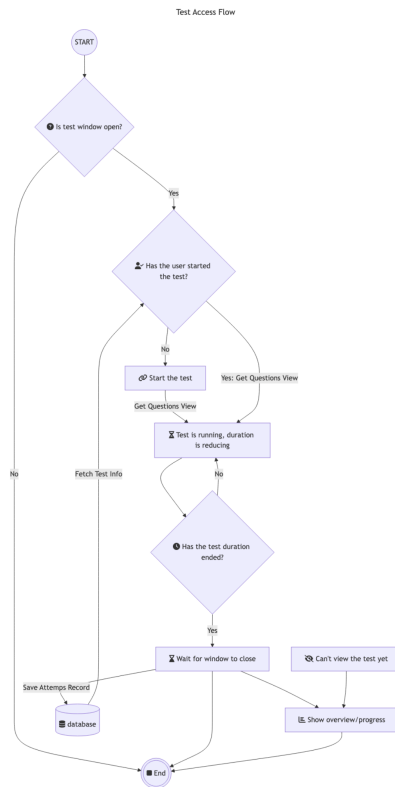 Test Access Flow
START
Is test window open?
Yes
Has the user started
the test?
No
Start the test
Yes: Get Questions View
Get Questions View
Test is running, duration
is reducing
No
Fetch Test Info
No
Has the test duration
ended?
Yes
Wait for window to close
Can't view the test yet
Save Attemps Record
database
Show overview/progress
End